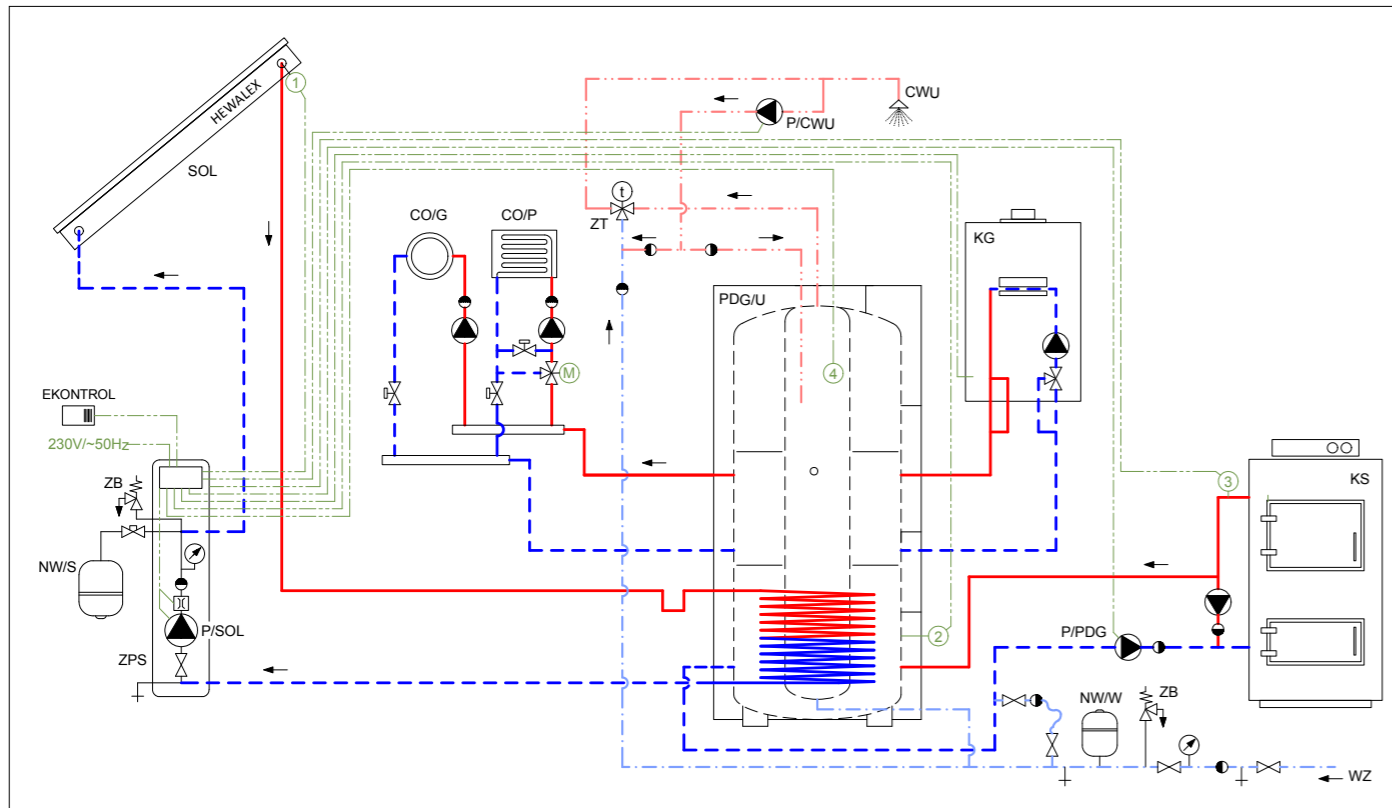 HEWALEX
1
SOL
CWU
P/CWU
t
ZT
CO/G
CO/P
KG
PDG/U
M
4
EKONTROL
230V/~50Hz
ZB
NW/S
P/SOL
ZPS
3
KS
2
P/PDG
NW/W
ZB
WZ